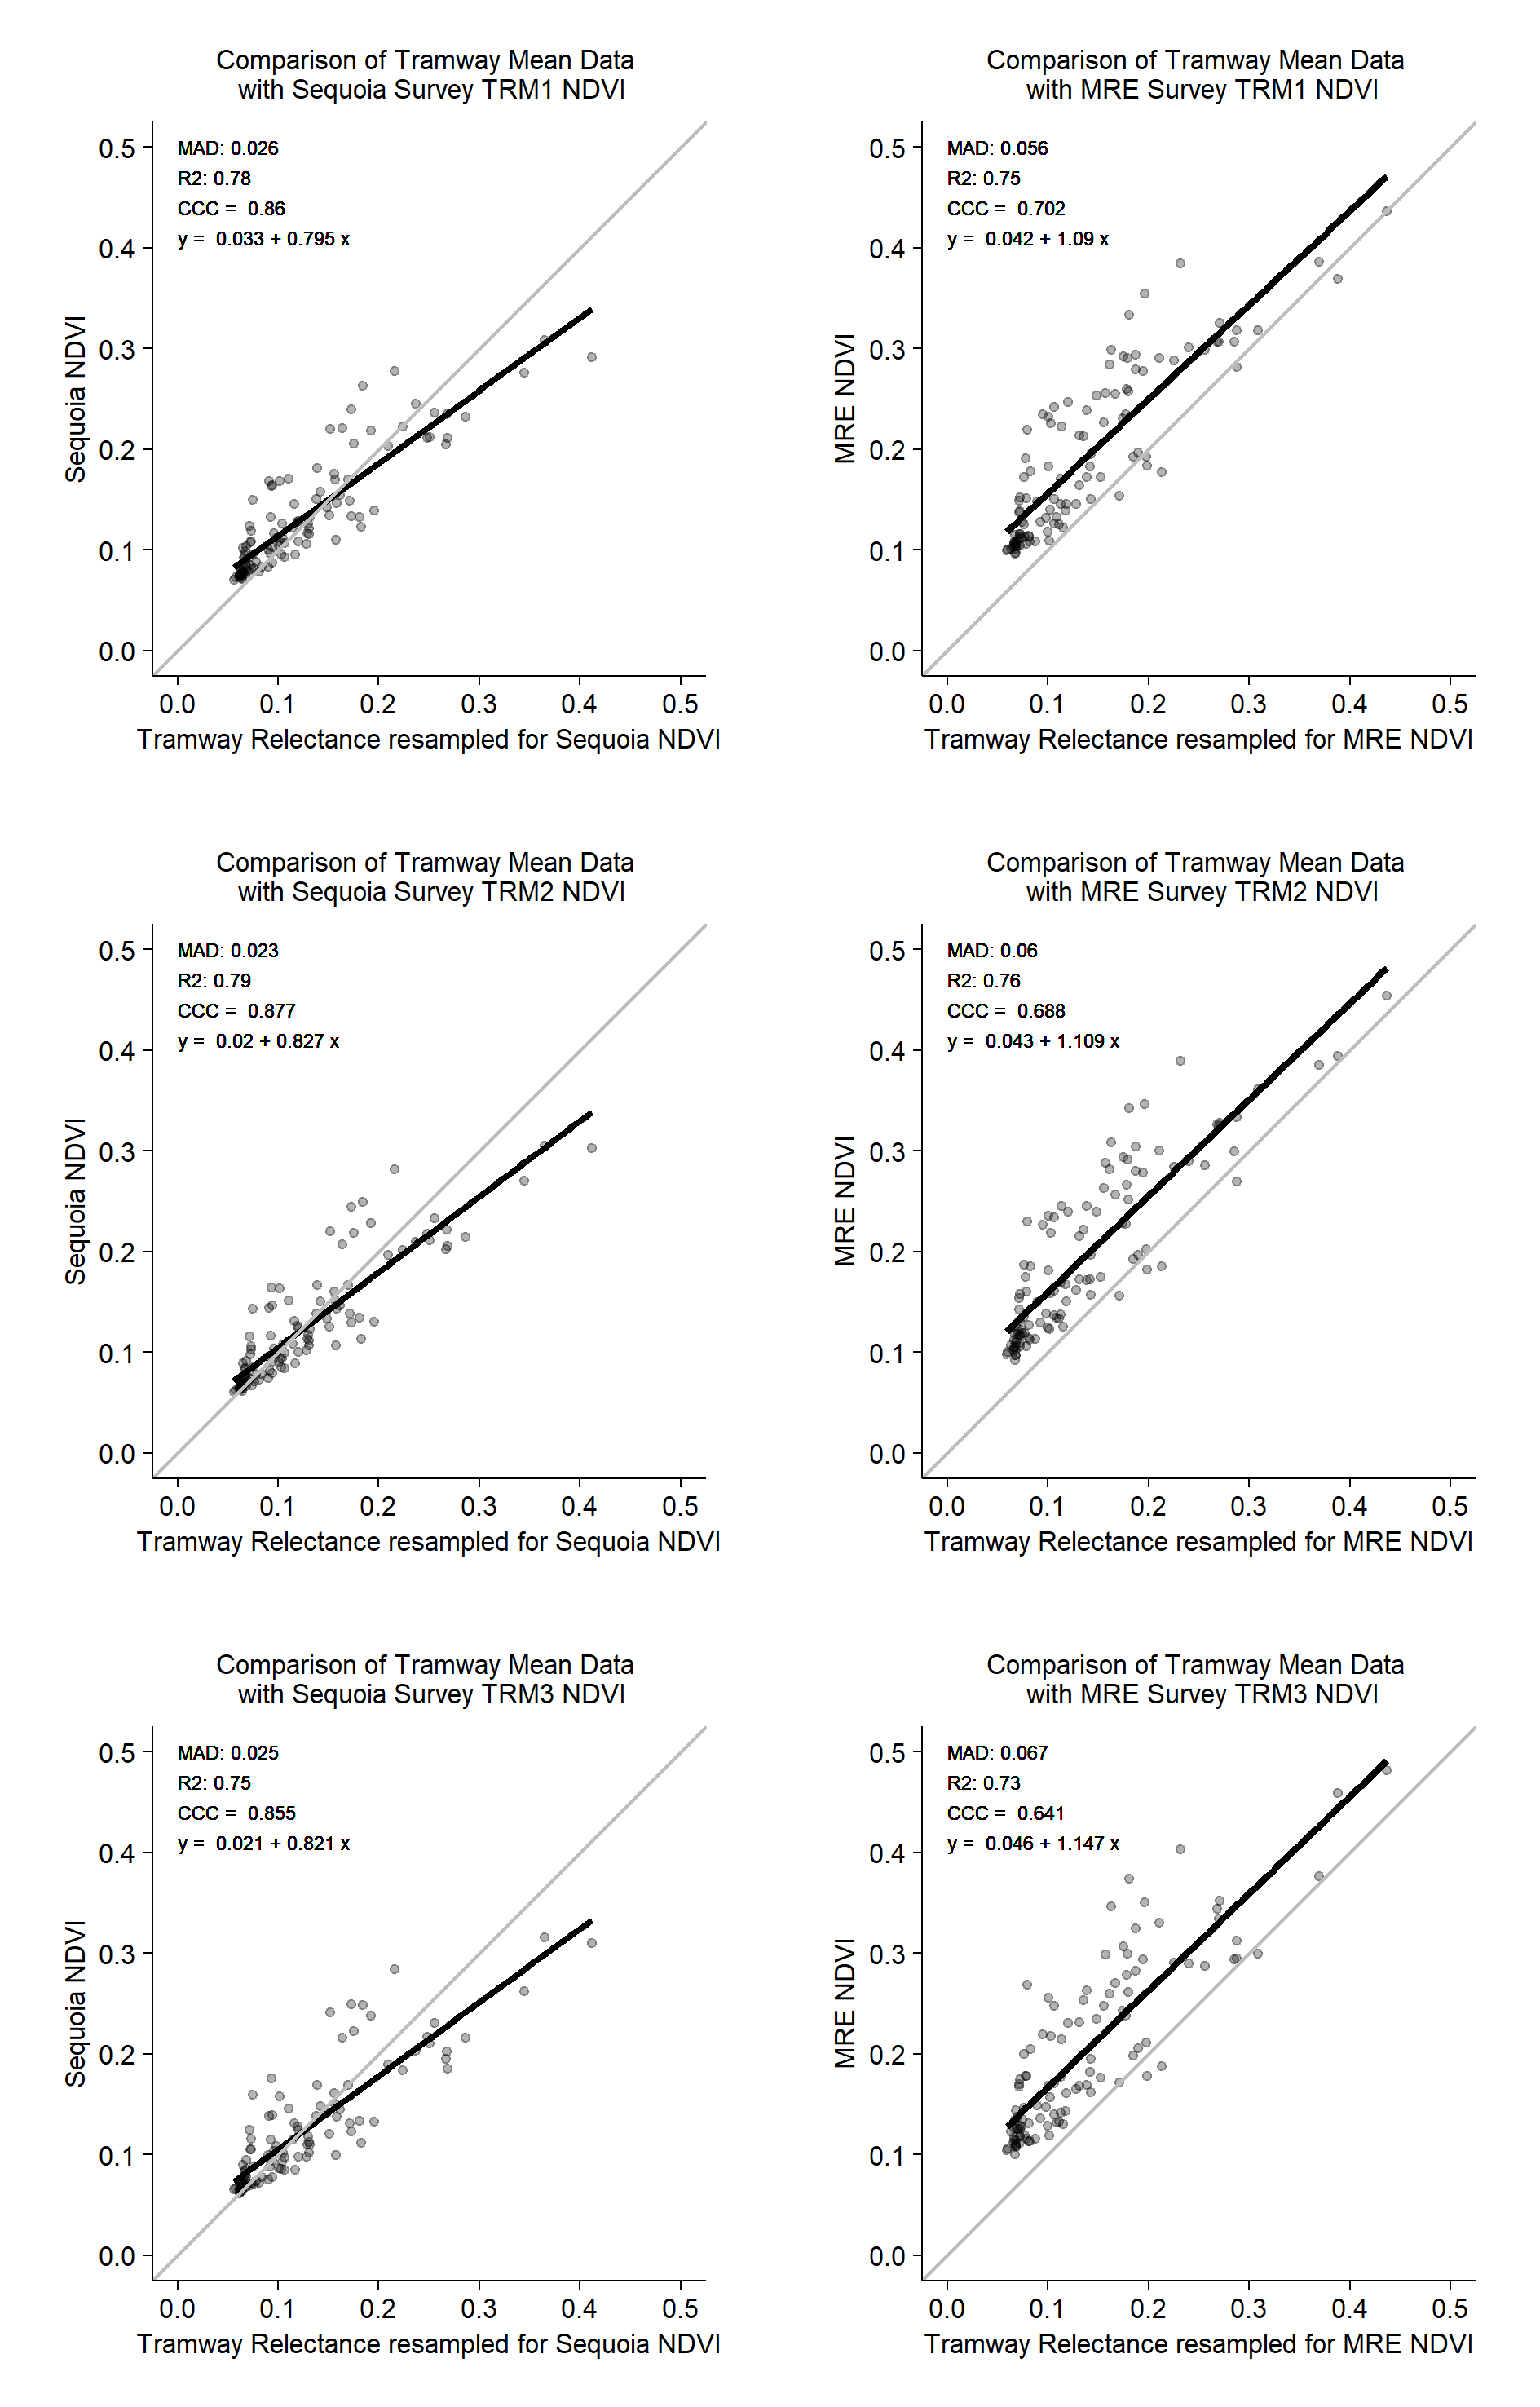 Comparison of Tramway Mean Data
with Sequoia Survey TRM1 NDVI
MAD: 0.026
R2: 0.78
CCC =  0.86
y =  0.033 + 0.795 x
0.5
0.4
0.3
0.2
0.1
0.0
Sequoia NDVI
0.0 0.1 0.2 0.3 0.4 0.5
Tramway Relectance resampled for Sequoia NDVI
Comparison of Tramway Mean Data
with MRE Survey TRM1 NDVI
MAD: 0.056
R2: 0.75
CCC =  0.702
y =  0.042 + 1.09 x
0.5
0.4
0.3
0.2
0.1
0.0
MRE NDVI
0.0 0.1 0.2 0.3 0.4 0.5
Tramway Relectance resampled for MRE NDVI
Comparison of Tramway Mean Data
with Sequoia Survey TRM2 NDVI
MAD: 0.023
R2: 0.79
CCC =  0.877
y =  0.02 + 0.827 x
0.5
0.4
0.3
0.2
0.1
0.0
Sequoia NDVI
0.0 0.1 0.2 0.3 0.4 0.5
Tramway Relectance resampled for Sequoia NDVI
Comparison of Tramway Mean Data
with MRE Survey TRM2 NDVI
MAD: 0.06
R2: 0.76
CCC =  0.688
y =  0.043 + 1.109 x
0.5
0.4
0.3
0.2
0.1
0.0
MRE NDVI
0.0 0.1 0.2 0.3 0.4 0.5
Tramway Relectance resampled for MRE NDVI
Comparison of Tramway Mean Data
with Sequoia Survey TRM3 NDVI
MAD: 0.025
R2: 0.75
CCC =  0.855
y =  0.021 + 0.821 x
0.5
0.4
0.3
0.2
0.1
0.0
Sequoia NDVI
0.0 0.1 0.2 0.3 0.4 0.5
Tramway Relectance resampled for Sequoia NDVI
Comparison of Tramway Mean Data
with MRE Survey TRM3 NDVI
MAD: 0.067
R2: 0.73
CCC =  0.641
y =  0.046 + 1.147 x
0.5
0.4
0.3
0.2
0.1
0.0
MRE NDVI
0.0 0.1 0.2 0.3 0.4 0.5
Tramway Relectance resampled for MRE NDVI